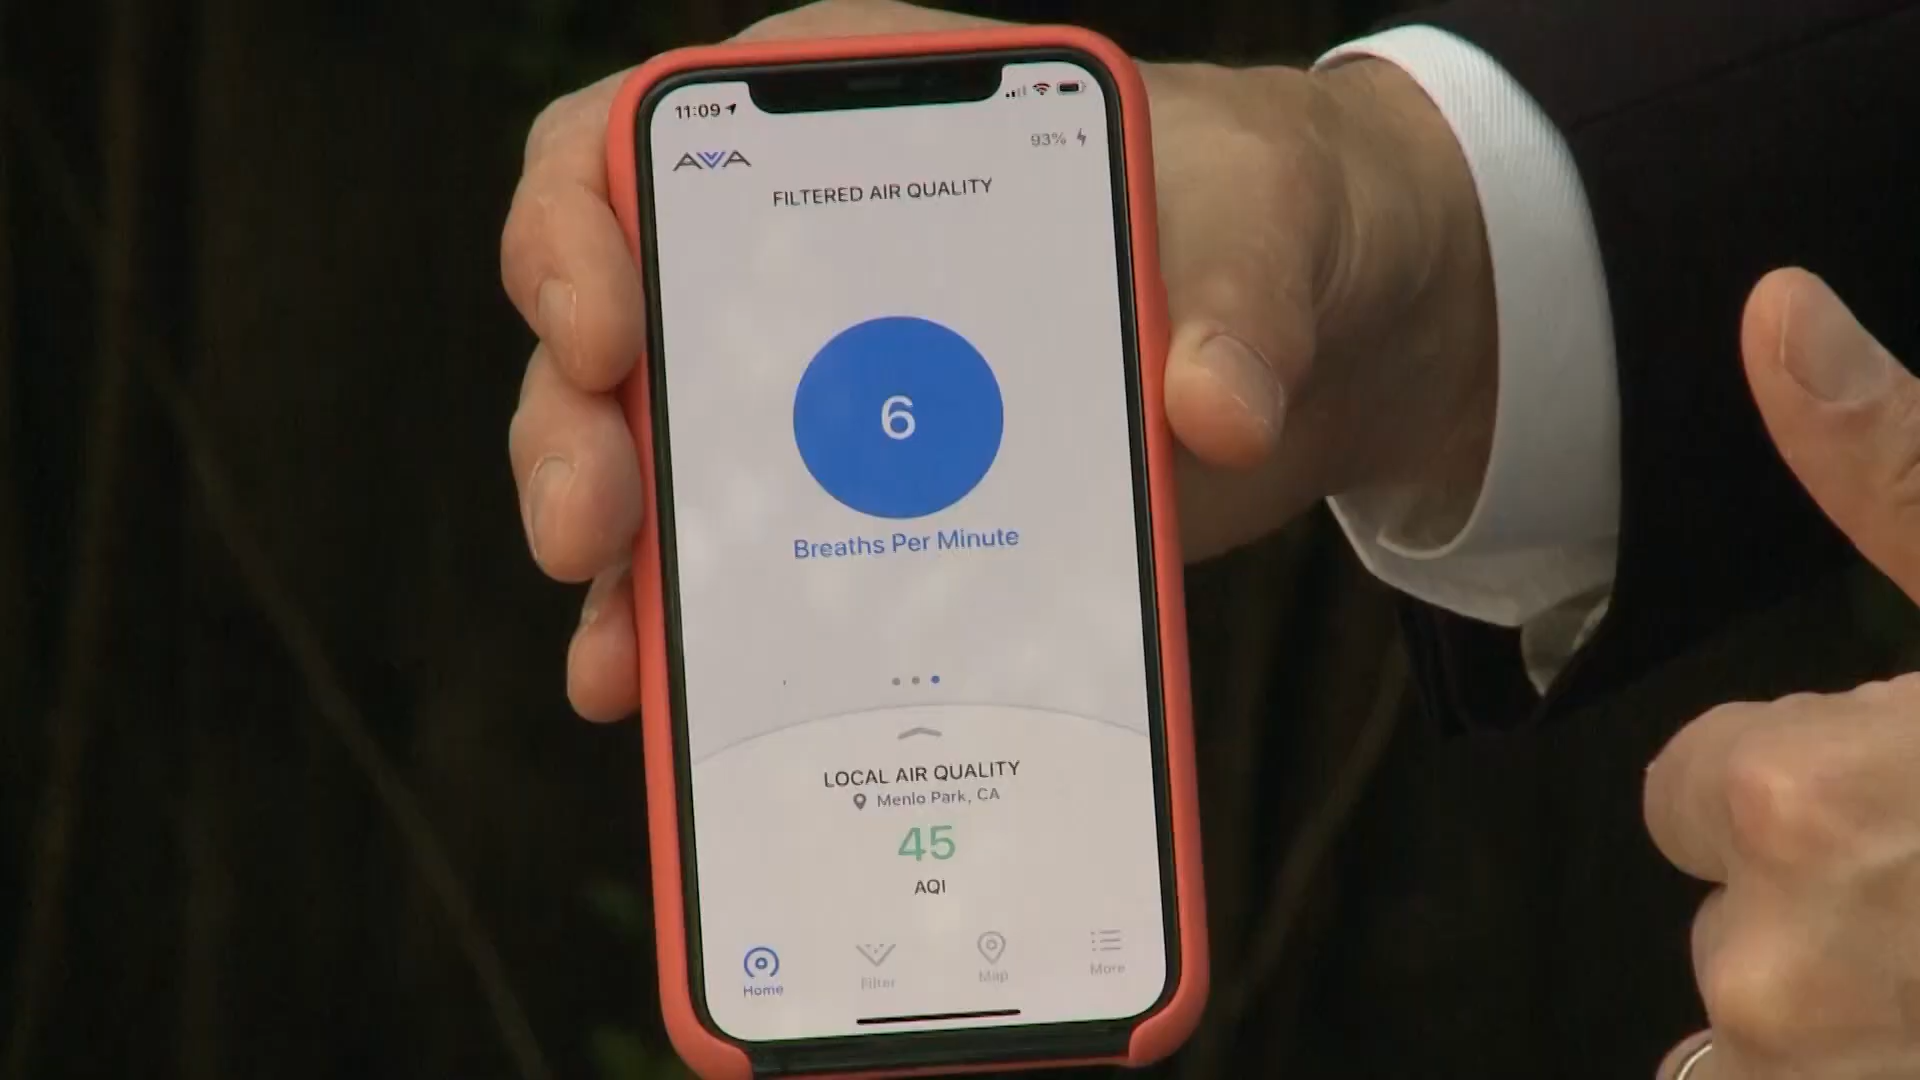 11:09
93%
AVA
FILTERED AIR QUALITY
6
Breaths Per Minute
LOCAL AIR QUALITY
Menlo Park, CA
45
AQI
Home
Filter
Map
More